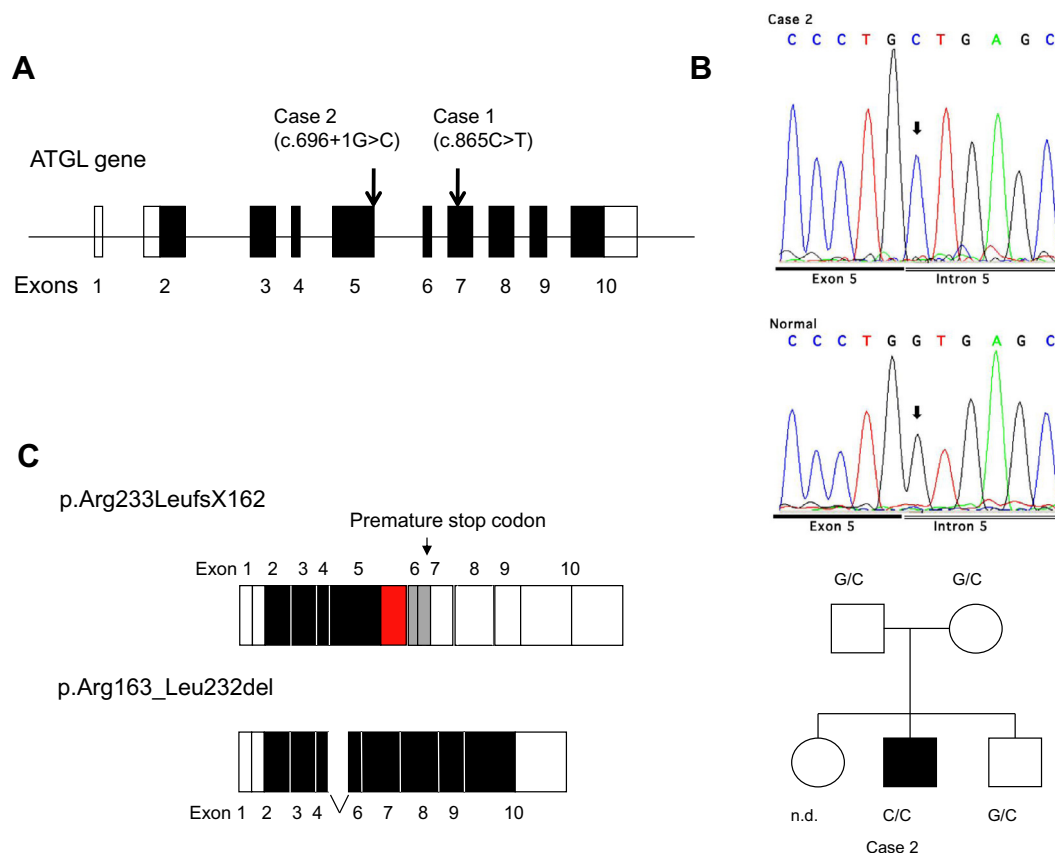 A
Case 2
(c.696+1G>C)
Case 1
(c.865C>T)
ATGL gene
Exons 1 2 3 4 5 6 7 8 9 10
B
Case 2
C C C T G C T G A G C
Exon 5 Intron 5
Normal
C C C T G G T G A G C
Exon 5 Intron 5
G/C G/C
n.d. C/C G/C
Case 2
C
p.Arg233LeufsX162
Premature stop codon
Exon 1 2 3 4 5 6 7 8 9 10
p.Arg163_Leu232del
Exon 1 2 3 4 6 7 8 9 10